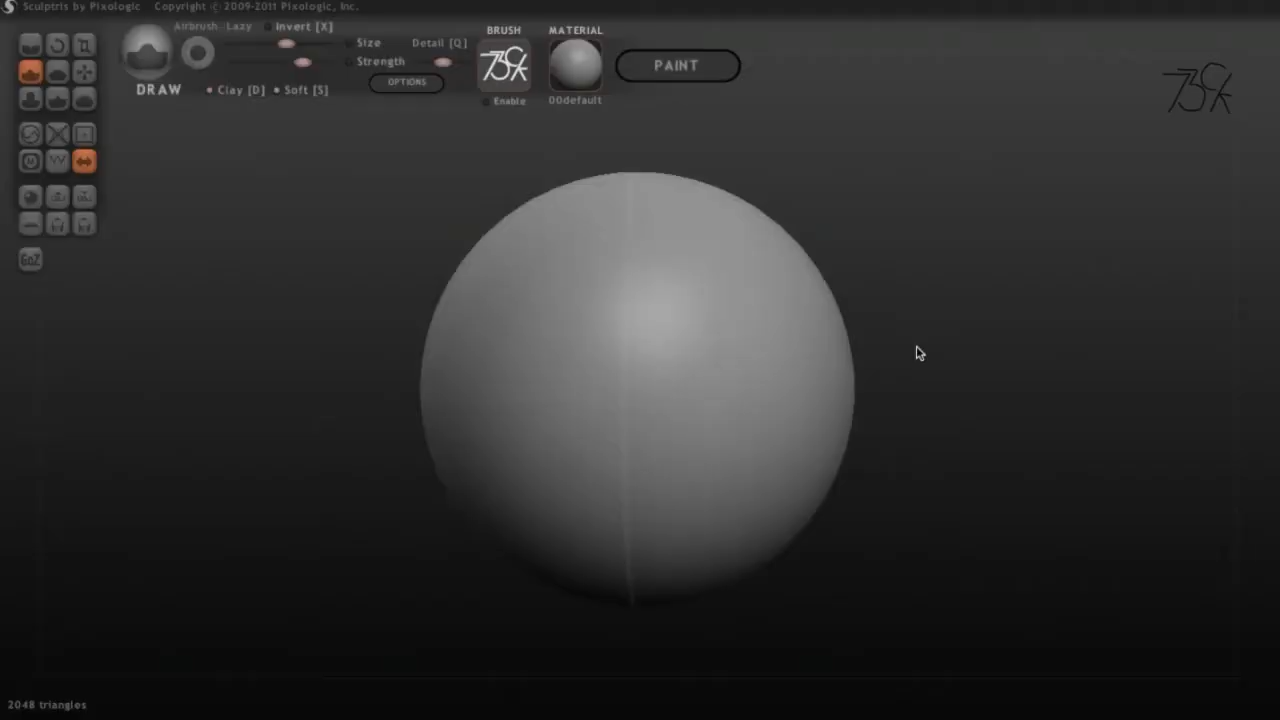 Sculptris by Pixologic Copyright © 2009-2011 Pixologic, Inc.
Airbrush Lazy Invert [X]
Size Detail [Q]
Strength
OPTIONS
DRAW Clay [D] Soft [S]
BRUSH
Enable
MATERIAL
00default
PAINT
GoZ
2048 triangles